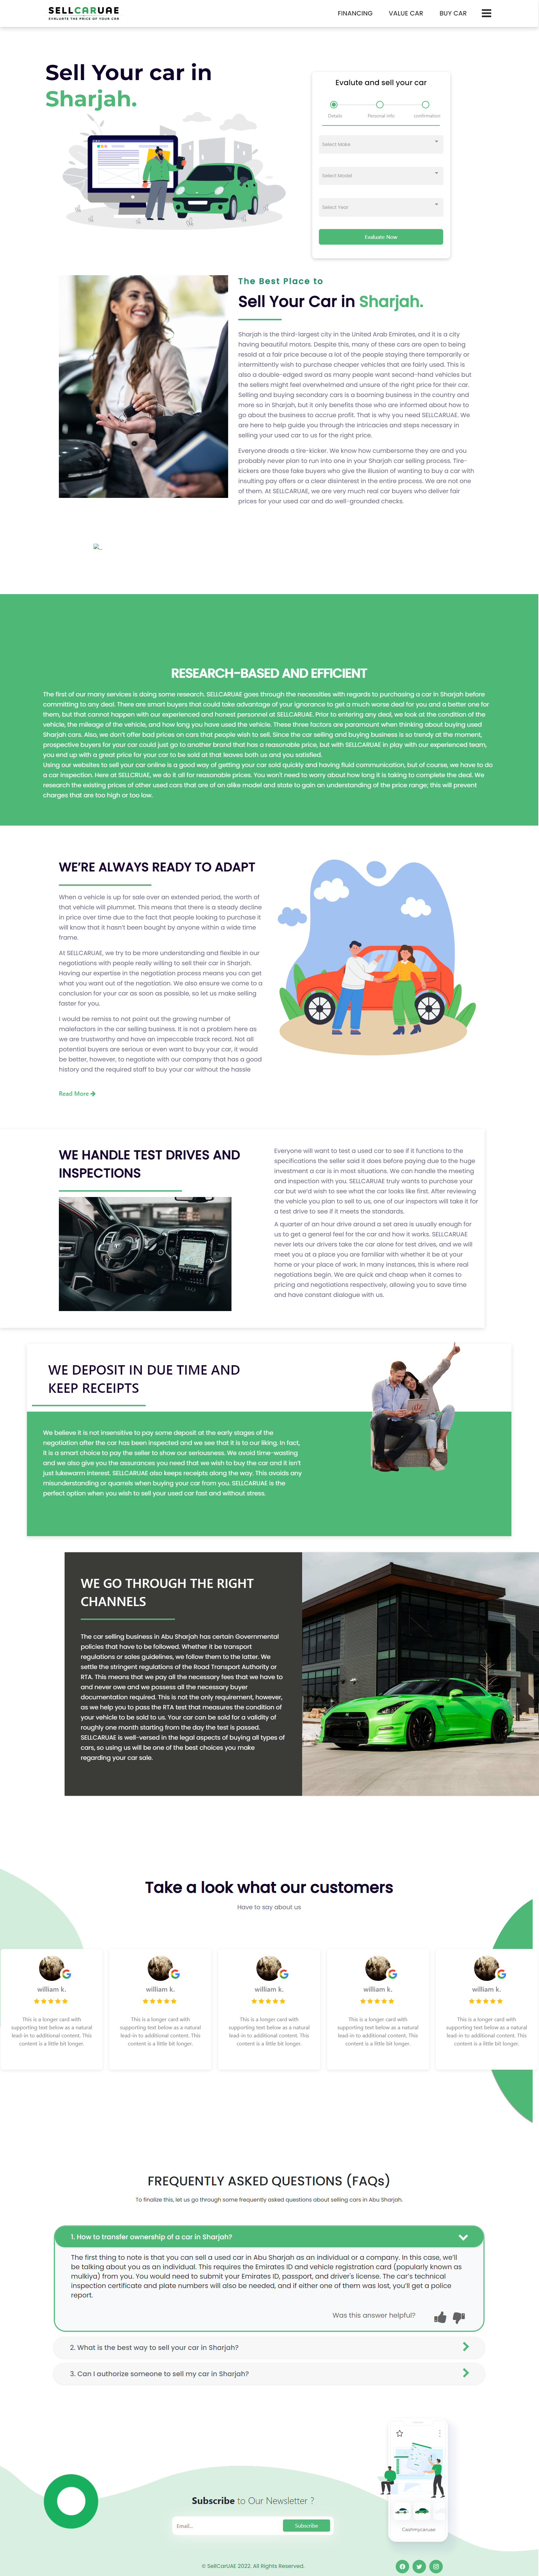 SELLCARUAE
EVALUATE THE PRICE OF YOUR CAR
FINANCING
VALUE CAR
BUY CAR
Sell Your car in
Sharjah.
Evalute and sell your car
Details
Personal info
confirmation
Select Make
Select Model
Select Year
Evaluate Now
The Best Place to
Sell Your Car in Sharjah.
Sharjah is the third-largest city in the United Arab Emirates, and it is a city
having beautiful motors. Despite this, many of these cars are open to being
resold at a fair price because a lot of the people staying there temporarily or
intermittently wish to purchase cheaper vehicles that are fairly used. This is
also a double-edged sword as many people want second-hand vehicles but
the sellers might feel overwhelmed and unsure of the right price for their car.
Selling and buying secondary cars is a booming business in the country and
more so in Sharjah, but it only benefits those who are informed about how to
go about the business to accrue profit. That is why you need SELLCARUAE. We
are here to help guide you through the intricacies and steps necessary in
selling your used car to us for the right price.
Everyone dreads a tire-kicker. We know how cumbersome they are and you
probably never plan to run into one in your Sharjah car selling process. Tire-
kickers are those fake buyers who give the illusion of wanting to buy a car with
insulting pay offers or a clear disinterest in the entire process. We are not one
of them. At SELLCARUAE, we are very much real car buyers who deliver fair
prices for your used car and do well-grounded checks.
RESEARCH-BASED AND EFFICIENT
The first of our many services is doing some research. SELLCARUAE goes through the necessities with regards to purchasing a car in Sharjah before
committing to any deal. There are smart buyers that could take advantage of your ignorance to get a much worse deal for you and a better one for
them, but that cannot happen with our experienced and honest personnel at SELLCARUAE. Prior to entering any deal, we look at the condition of the
vehicle, the mileage of the vehicle, and how long you have used the vehicle. These three factors are paramount when thinking about buying used
Sharjah cars. Also, we don't offer bad prices on cars that people wish to sell. Since the car selling and buying business is so trendy at the moment,
prospective buyers for your car could just go to another brand that has a reasonable price, but with SELLCARUAE in play with our experienced team,
you end up with a great price for your car to be sold at that leaves both us and you satisfied.
Using our websites to sell your car online is a good way of getting your car sold quickly and having fluid communication, but of course, we have to do
a car inspection. Here at SELLCRUAE, we do it all for reasonable prices. You won't need to worry about how long it is taking to complete the deal. We
research the existing prices of other used cars that are of an alike model and state to gain an understanding of the price range; this will prevent
charges that are too high or too low.
WE'RE ALWAYS READY TO ADAPT
When a vehicle is up for sale over an extended period, the worth of
that vehicle will plummet. This means that there is a steady decline
in price over time due to the fact that people looking to purchase it
will know that it hasn't been bought by anyone within a wide time
frame.
At SELLCARUAE, we try to be more understanding and flexible in our
negotiations with people really willing to sell their car in Sharjah.
Having our expertise in the negotiation process means you can get
what you want out of the negotiation. We also ensure we come to a
conclusion for your car as soon as possible, so let us make selling
faster for you.
I would be remiss to not point out the growing number of
malefactors in the car selling business. It is not a problem here as
we are trustworthy and have an impeccable track record. Not all
potential buyers are serious or even want to buy your car, it would
be better, however, to negotiate with our company that has a good
history and the required staff to buy your car without the hassle
Read More
WE HANDLE TEST DRIVES AND
INSPECTIONS
Everyone will want to test a used car to see if it functions to the
specifications the seller said it does before paying due to the huge
investment a car is in most situations. We can handle the meeting
and inspection with you. SELLCARUAE truly wants to purchase your
car but we'd wish to see what the car looks like first. After reviewing
the vehicle you plan to sell to us, one of our inspectors will take it for
a test drive to see if it meets the standards.
A quarter of an hour drive around a set area is usually enough for
us to get a general feel for the car and how it works. SELLCARUAE
never lets our drivers take the car alone for test drives, and we will
meet you at a place you are familiar with whether it be at your
home or your place of work. In many instances, this is where real
negotiations begin. We are quick and cheap when it comes to
pricing and negotiations respectively, allowing you to save time
and have constant dialogue with us.
WE DEPOSIT IN DUE TIME AND
KEEP RECEIPTS
We believe it is not insensitive to pay some deposit at the early stages of the
negotiation after the car has been inspected and we see that it is to our liking. In fact,
it is a smart choice to pay the seller to show our seriousness. We avoid time-wasting
and we also give you the assurances you need that we wish to buy the car and it isn't
just lukewarm interest. SELLCARUAE also keeps receipts along the way. This avoids any
misunderstanding or quarrels when buying your car from you. SELLCARUAE is the
perfect option when you wish to sell your used car fast and without stress.
WE GO THROUGH THE RIGHT
CHANNELS
The car selling business in Abu Sharjah has certain Governmental
policies that have to be followed. Whether it be transport
regulations or sales guidelines, we follow them to the latter. We
settle the stringent regulations of the Road Transport Authority or
RTA. This means that we pay all the necessary fees that we have to
and never owe and we possess all the necessary buyer
documentation required. This is not the only requirement, however,
as we help you to pass the RTA test that measures the condition of
your vehicle to be sold to us. Your car can be sold for a validity of
roughly one month starting from the day the test is passed.
SELLCARUAE is well-versed in the legal aspects of buying all types of
cars, so using us will be one of the best choices you make
regarding your car sale.
Take a look what our customers
Have to say about us
william k.
This is a longer card with
supporting text below as a natural
lead-in to additional content. This
content is a little bit longer.
william k.
This is a longer card with
supporting text below as a natural
lead-in to additional content. This
content is a little bit longer.
william k.
This is a longer card with
supporting text below as a natural
lead-in to additional content. This
content is a little bit longer.
william k.
This is a longer card with
supporting text below as a natural
lead-in to additional content. This
content is a little bit longer.
william k.
This is a longer card with
supporting text below as a natural
lead-in to additional content. This
content is a little bit longer.
FREQUENTLY ASKED QUESTIONS (FAQs)
To finalize this, let us go through some frequently asked questions about selling cars in Abu Sharjah.
1. How to transfer ownership of a car in Sharjah?
The first thing to note is that you can sell a used car in Abu Sharjah as an individual or a company. In this case, we'll
be talking about you as an individual. This requires the Emirates ID and vehicle registration card (popularly known as
mulkiya) from you. You would need to submit your Emirates ID, passport, and driver's license. The car's technical
inspection certificate and plate numbers will also be needed, and if either one of them was lost, you'll get a police
report.
Was this answer helpful?
2. What is the best way to sell your car in Sharjah?
3. Can I authorize someone to sell my car in Sharjah?
Subscribe to Our Newsletter ?
Email...
Subscribe
Cashmycaruae
© SellCarUAE 2022. All Rights Reserved.